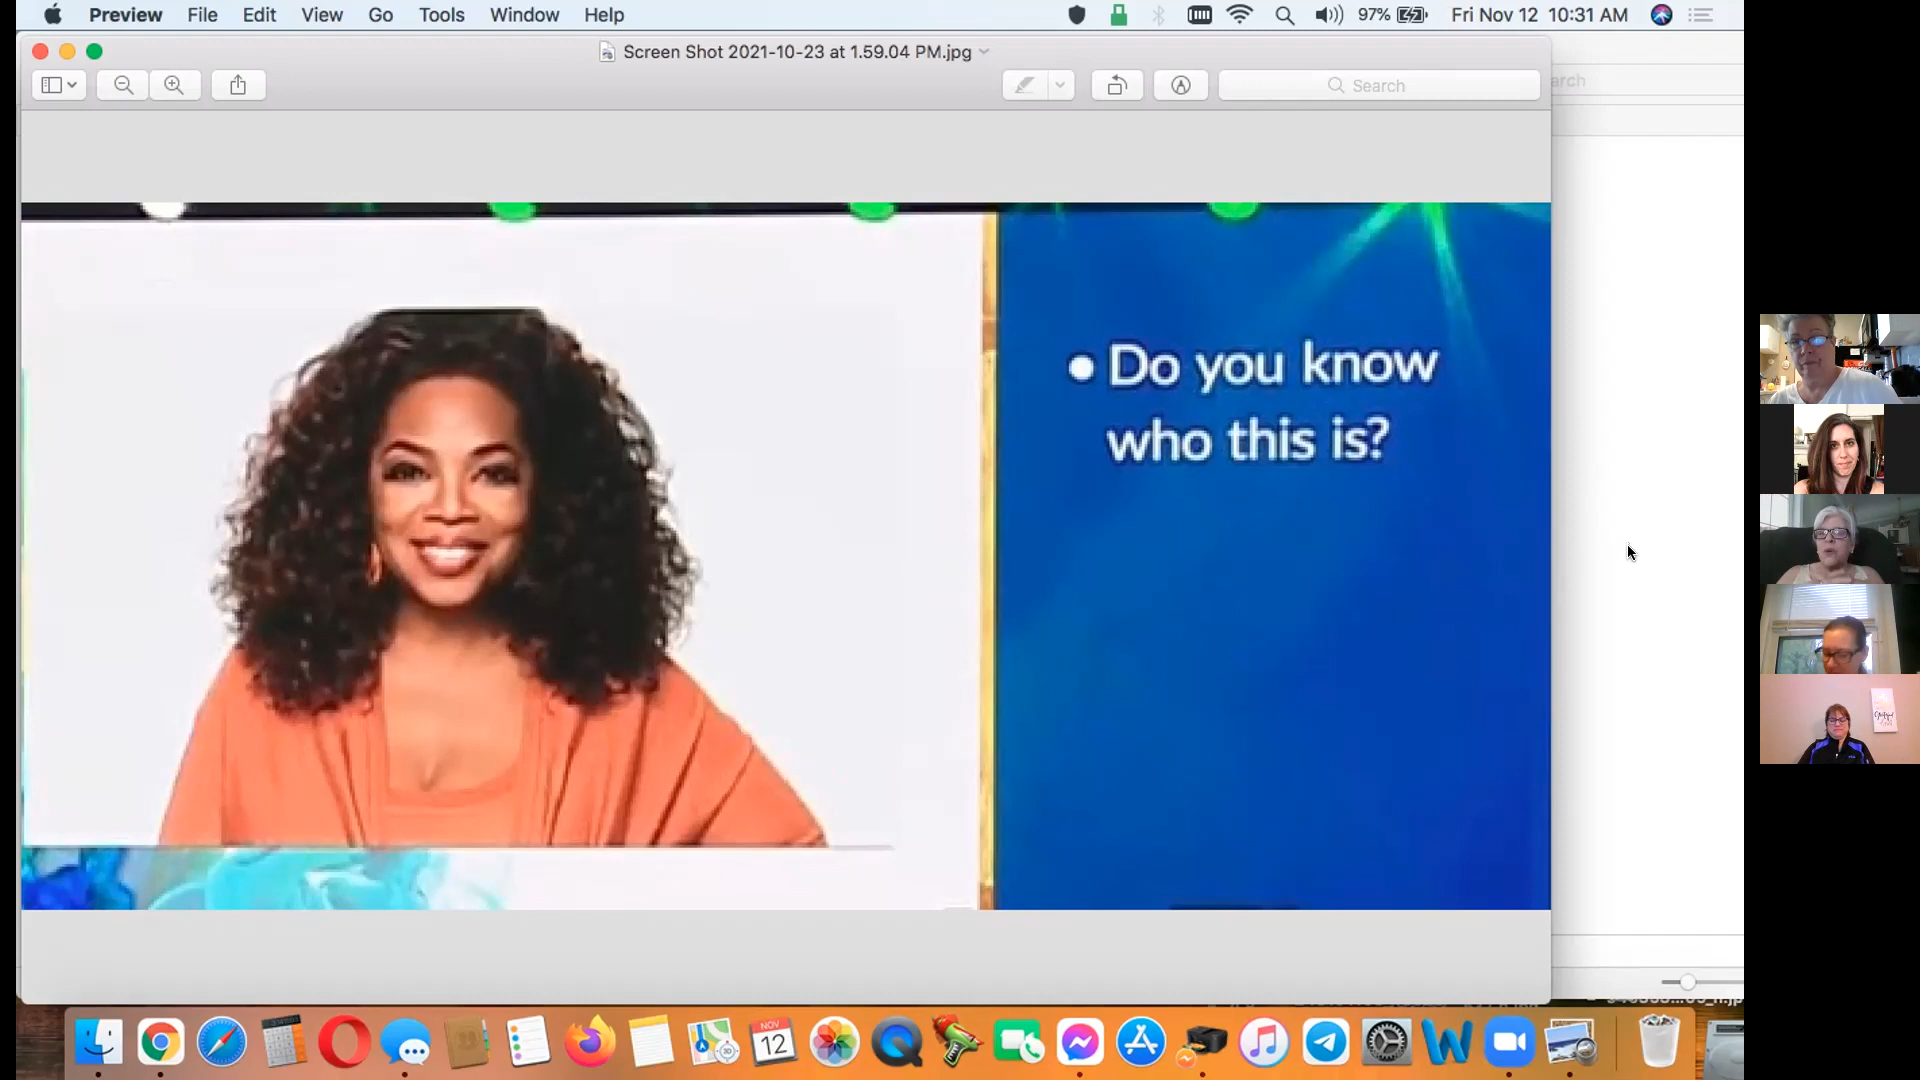 Preview File Edit View Go Tools Window Help 97% Fri Nov 12 10:31 AM
Screen Shot 2021-10-23 at 1.59.04 PM.jpg
Search
arch
• Do you know
who this is?
NOV
12